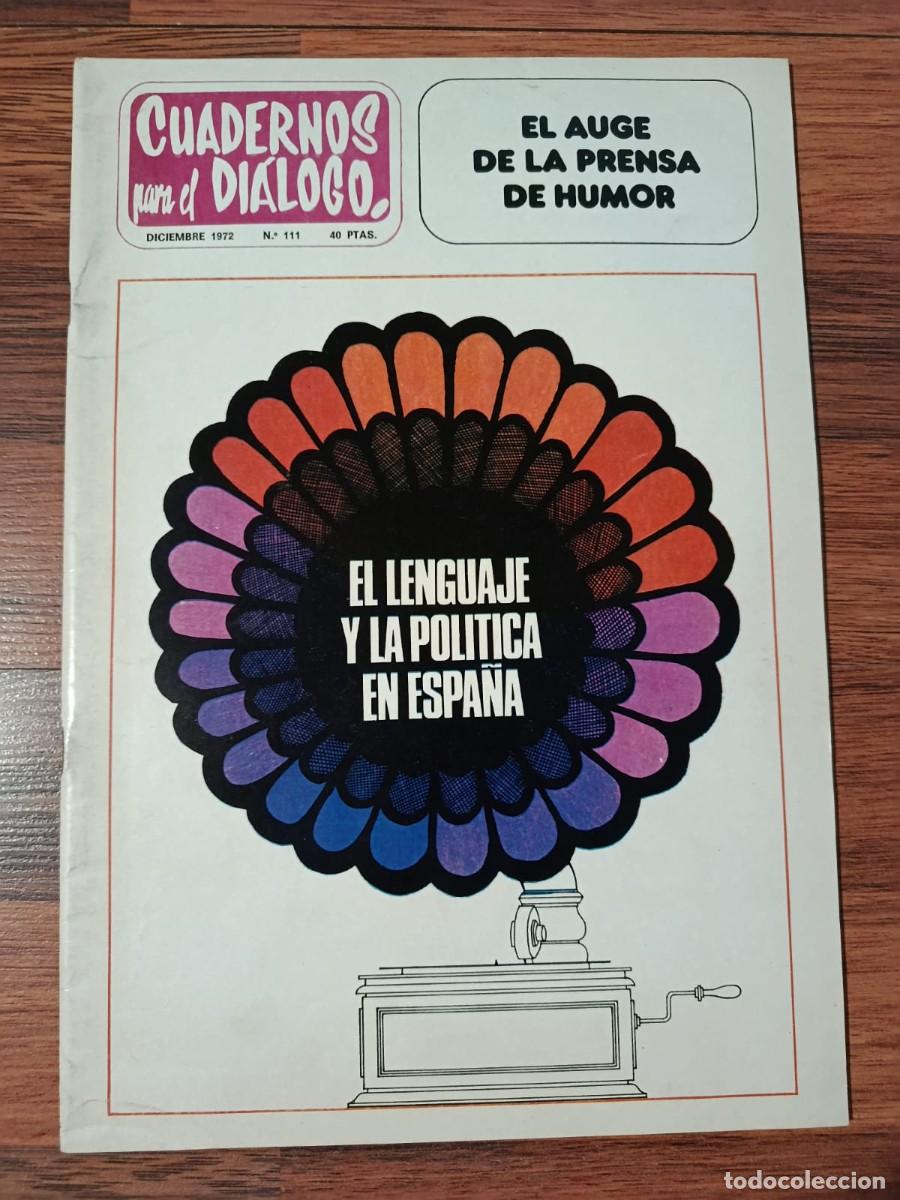 CUADERNOS
para el DIÁLOGO.
DICIEMBRE 1972 N.° 111 40 PTAS.
EL AUGE
DE LA PRENSA
DE HUMOR
EL LENGUAJE
Y LA POLITICA
EN ESPAÑA
todocoleccion